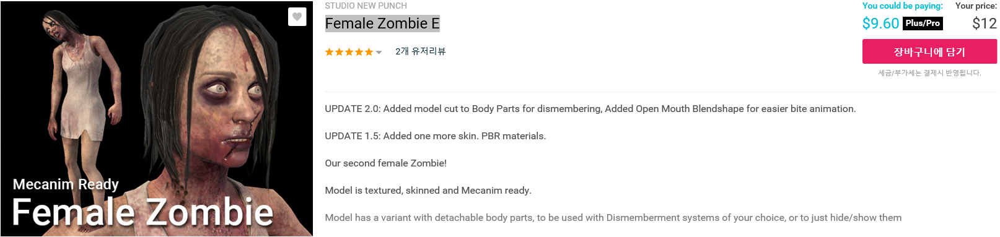 Mecanim Ready
Female Zombie
STUDIO NEW PUNCH
Female Zombie E
2개 유저리뷰
You could be paying:
Your price:
$9.60 Plus/Pro
$12
장바구니에 담기
세금/부가세는 결제시 반영됩니다.
UPDATE 2.0: Added model cut to Body Parts for dismembering, Added Open Mouth Blendshape for easier bite animation.
UPDATE 1.5: Added one more skin. PBR materials.
Our second female Zombie!
Model is textured, skinned and Mecanim ready.
Model has a variant with detachable body parts, to be used with Dismemberment systems of your choice, or to just hide/show them